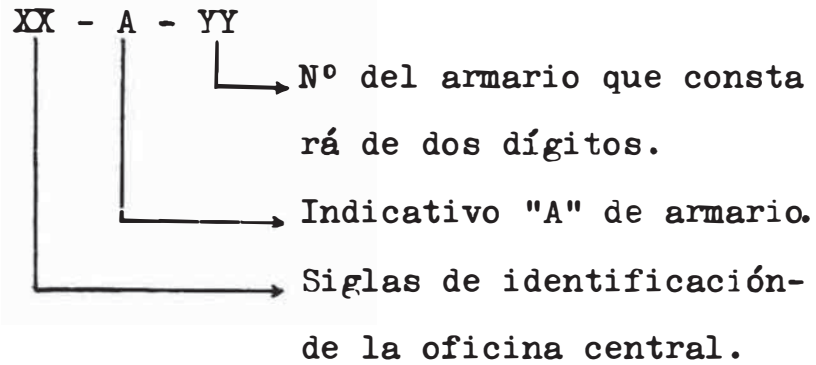 XX - A - YY
Nº del armario que consta
rá de dos dígitos.
Indicativo "A" de armario.
Siglas de identificación-
de la oficina central.